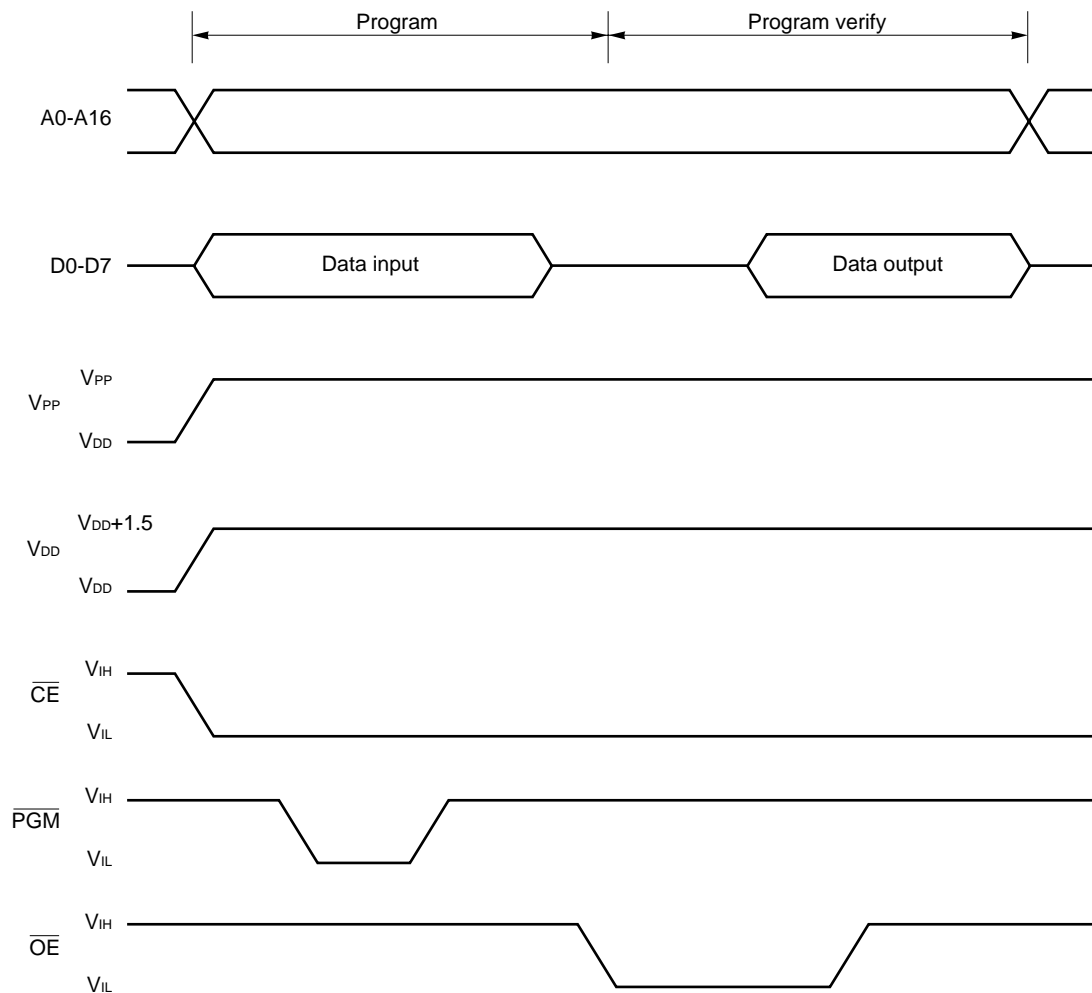 Program Program verify
A0-A16
D0-D7 Data input Data output
VPP
VPP
VDD
VDD+1.5
VDD
VDD
VIH
CE
VIL
VIH
PGM
VIL
VIH
OE
VIL